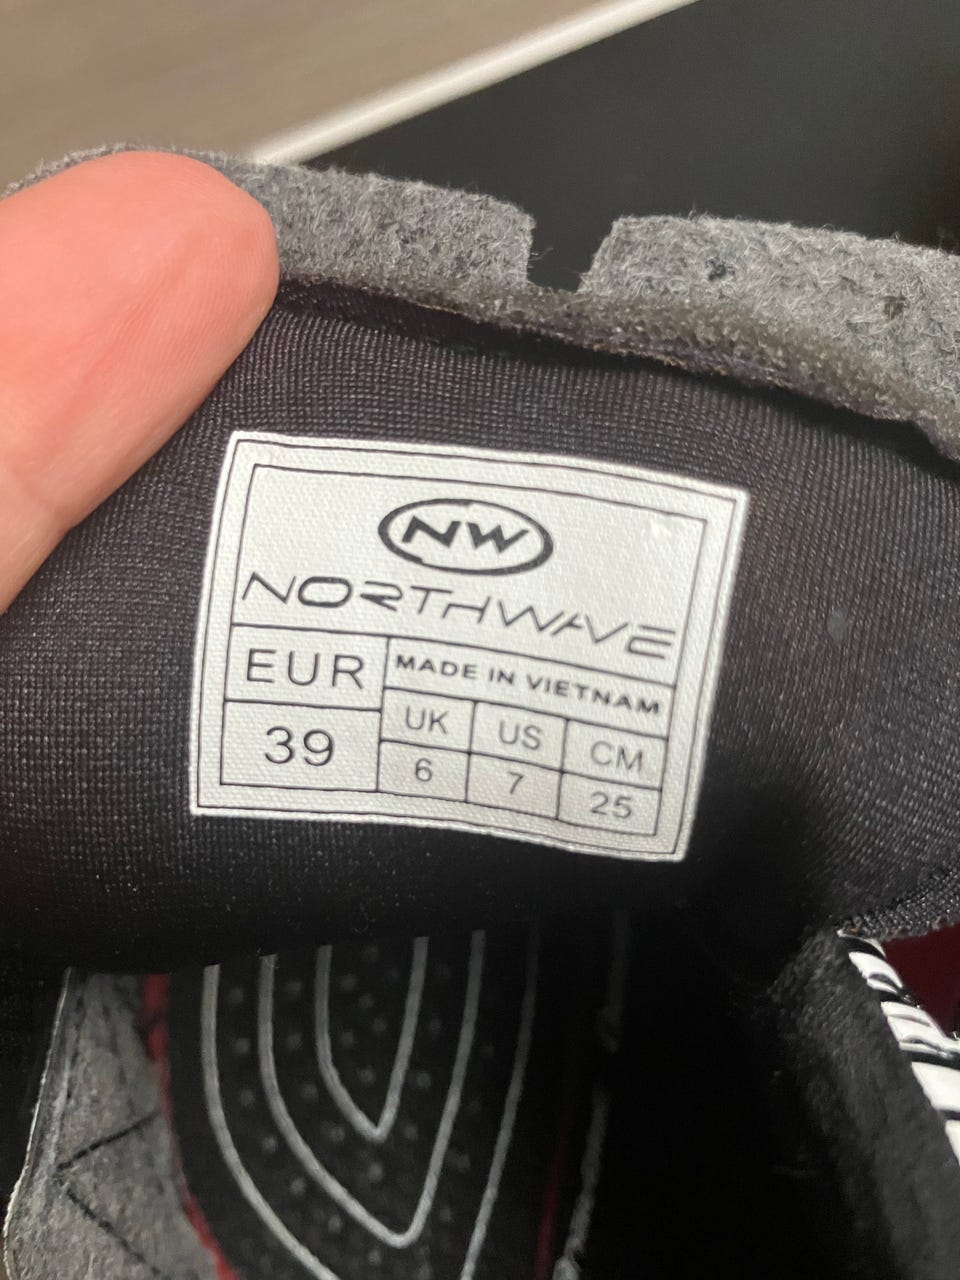 NW
NORTHWAVE
EUR
MADE IN VIETNAM
39
UK US CM
6 7 25